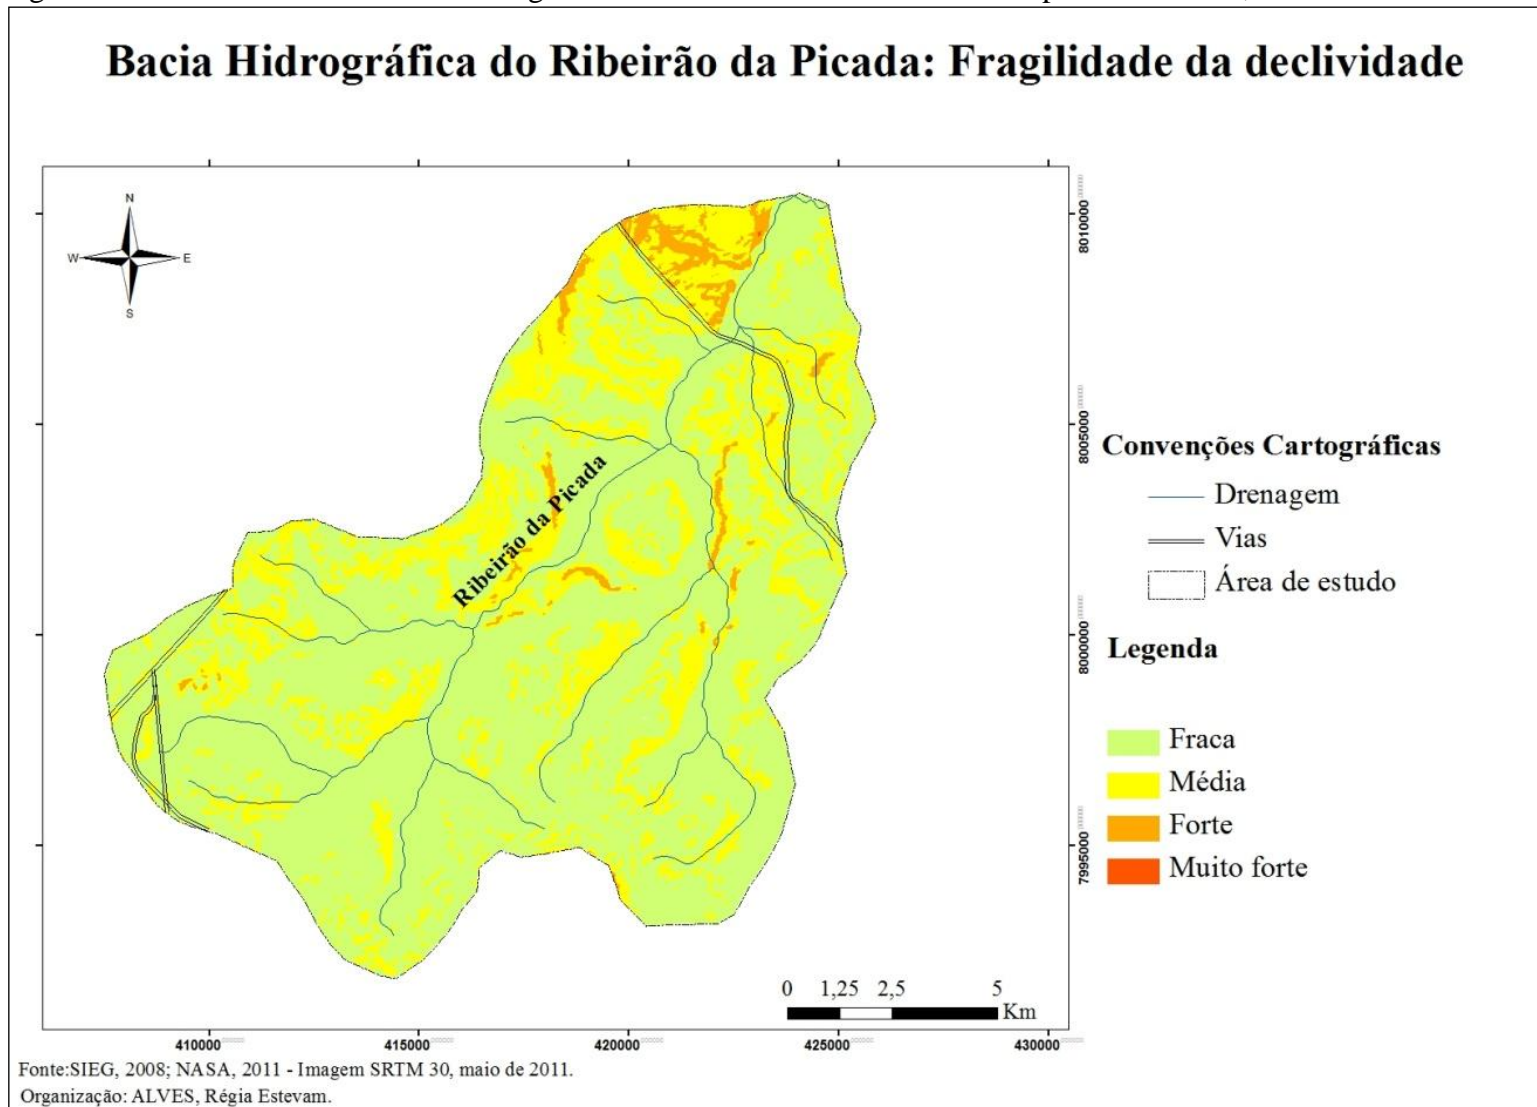 Bacia Hidrográfica do Ribeirão da Picada: Fragilidade da declividade
N
W
E
S
Ribeirão da Picada
8010000
8005000
8000000
7995000
410000
415000
420000
425000
430000
0 1,25 2,5 5
Km
Convenções Cartográficas
Drenagem
Vias
Área de estudo
Legenda
Fraca
Média
Forte
Muito forte
Fonte:SIEG, 2008; NASA, 2011 - Imagem SRTM 30, maio de 2011.
Organização: ALVES, Régia Estevam.